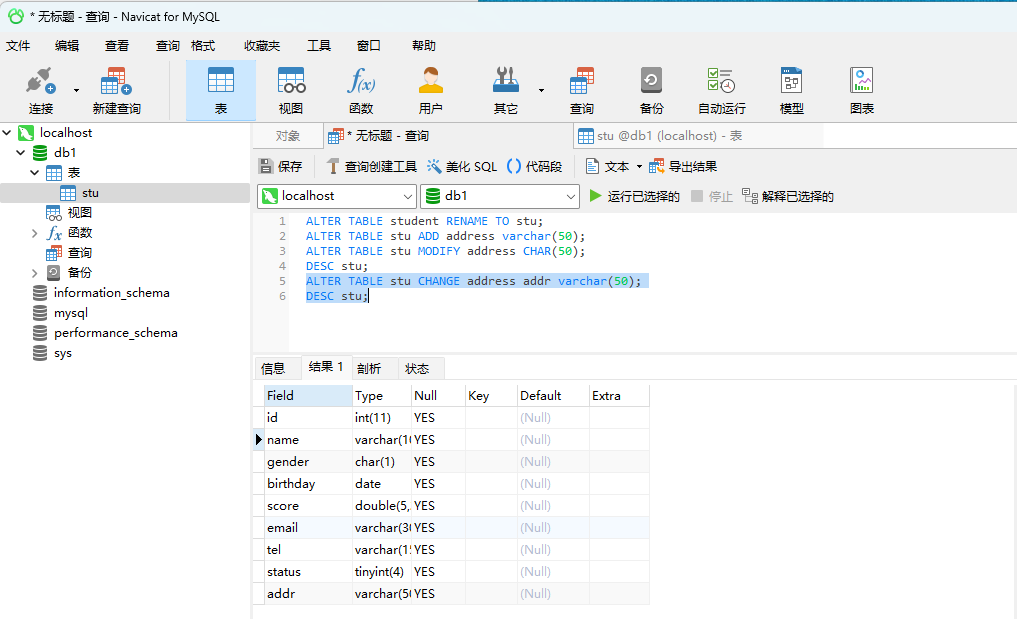 * 无标题 - 查询 - Navicat for MySQL
文件 编辑 查看 查询 格式 收藏夹 工具 窗口 帮助
连接 新建查询 表 视图 函数 用户 其它 查询 备份 自动运行 模型 图表
localhost
db1
表
stu
视图
函数
查询
备份
information_schema
mysql
performance_schema
sys
对象 * 无标题 - 查询 stu @db1 (localhost) - 表
保存 查询创建工具 美化 SQL 代码段 文本 导出结果
localhost db1 运行已选择的 停止 解释已选择的
1 ALTER TABLE student RENAME TO stu;
2 ALTER TABLE stu ADD address varchar(50);
3 ALTER TABLE stu MODIFY address CHAR(50);
4 DESC stu;
5 ALTER TABLE stu CHANGE address addr varchar(50);
6 DESC stu;
信息 结果 1 剖析 状态
Field Type Null Key Default Extra
id int(11) YES (Null)
name varchar(10 YES (Null)
gender char(1) YES (Null)
birthday date YES (Null)
score double(5, YES (Null)
email varchar(30 YES (Null)
tel varchar(15 YES (Null)
status tinyint(4) YES (Null)
addr varchar(50 YES (Null)